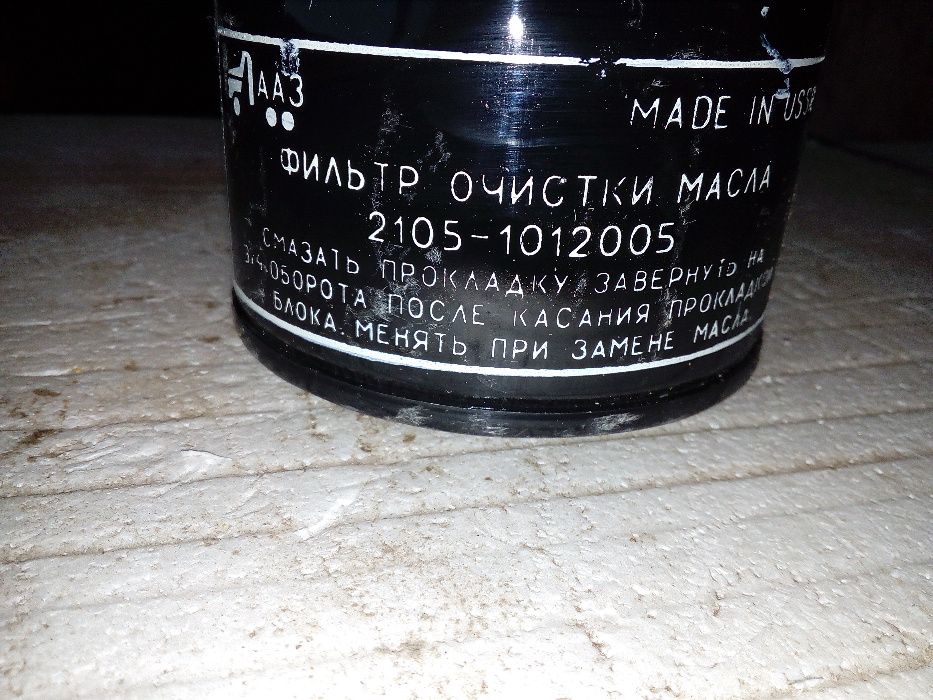 ЛААЗ
MADE IN USSR
ФИЛЬТР ОЧИСТКИ МАСЛА
2105-1012005
СМАЗАТЬ ПРОКЛАДКУ, ЗАВЕРНУТЬ НА
3/4 ОБОРОТА ПОСЛЕ КАСАНИЯ ПРОКЛАДКОЙ
БЛОКА. МЕНЯТЬ ПРИ ЗАМЕНЕ МАСЛА.